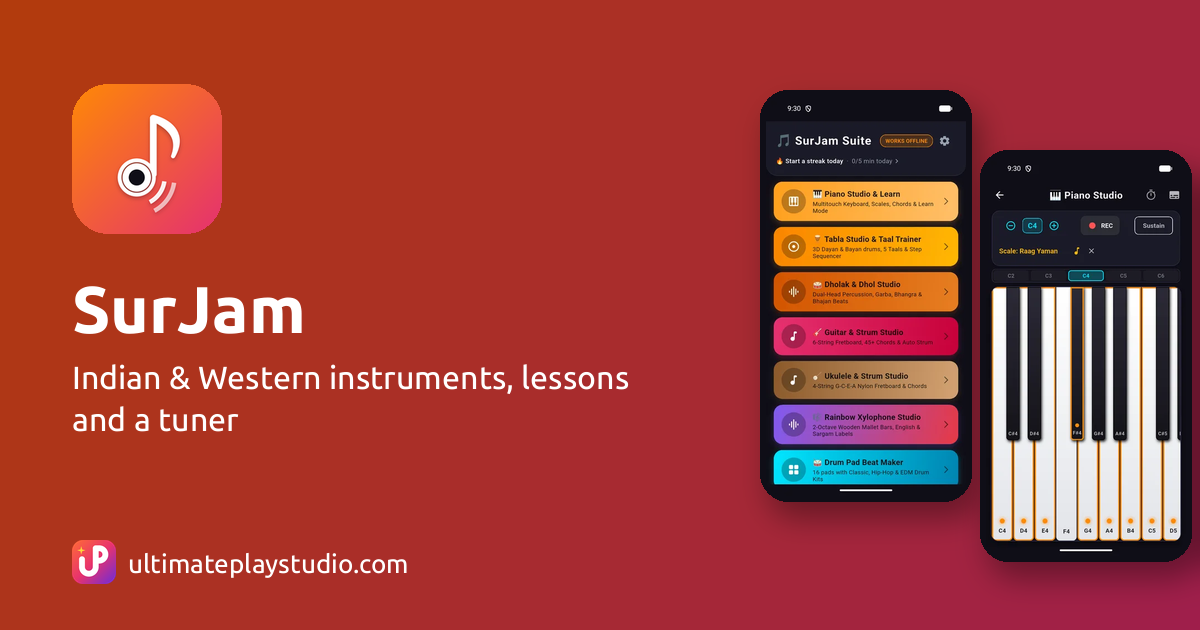 SurJam
Indian & Western instruments, lessons
and a tuner
ultimateplaystudio.com
9:30
SurJam Suite
WORKS OFFLINE
Start a streak today · 0/5 min today
Piano Studio & Learn
Multitouch Keyboard, Scales, Chords & Learn
Mode
Tabla Studio & Taal Trainer
3D Dayan & Bayan drums, 5 Taals & Step
Sequencer
Dholak & Dhol Studio
Dual-Head Percussion, Garba, Bhangra &
Bhajan Beats
Guitar & Strum Studio
6-String Fretboard, 45+ Chords & Auto Strum
Ukulele & Strum Studio
4-String G-C-E-A Nylon Fretboard & Chords
Rainbow Xylophone Studio
2-Octave Wooden Mallet Bars, English &
Sargam Labels
Drum Pad Beat Maker
16 pads with Classic, Hip-Hop & EDM Drum
Kits
9:30
Piano Studio
C4
REC
Sustain
Scale: Raag Yaman
C2 C3 C4 C5 C6
C#4 D#4 F#4 G#4 A#4 C#5
C4 D4 E4 F4 G4 A4 B4 C5 D5